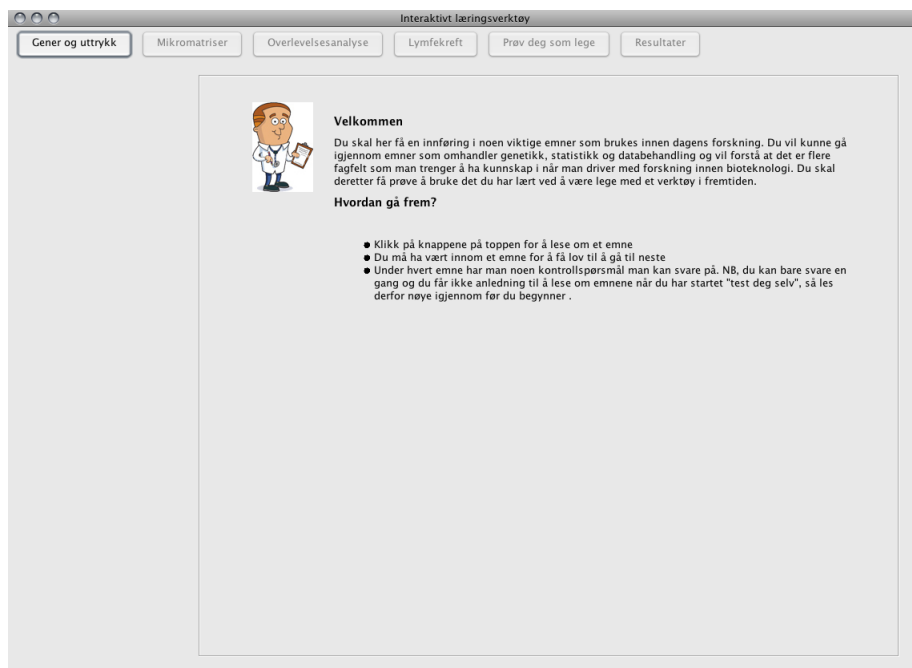 Interaktivt læringsverktøy
Gener og uttrykk
Mikromatriser
Overlevelsesanalyse
Lymfekreft
Prøv deg som lege
Resultater
Velkommen
Du skal her få en innføring i noen viktige emner som brukes innen dagens forskning. Du vil kunne gå
igjennom emner som omhandler genetikk, statistikk og databehandling og vil forstå at det er flere
fagfelt som man trenger å ha kunnskap i når man driver med forskning innen bioteknologi. Du skal
deretter få prøve å bruke det du har lært ved å være lege med et verktøy i fremtiden.
Hvordan gå frem?
● Klikk på knappene på toppen for å lese om et emne
● Du må ha vært innom et emne for å få lov til å gå til neste
● Under hvert emne har man noen kontrollspørsmål man kan svare på. NB, du kan bare svare en
gang og du får ikke anledning til å lese om emnene når du har startet "test deg selv", så les
derfor nøye igjennom før du begynner .